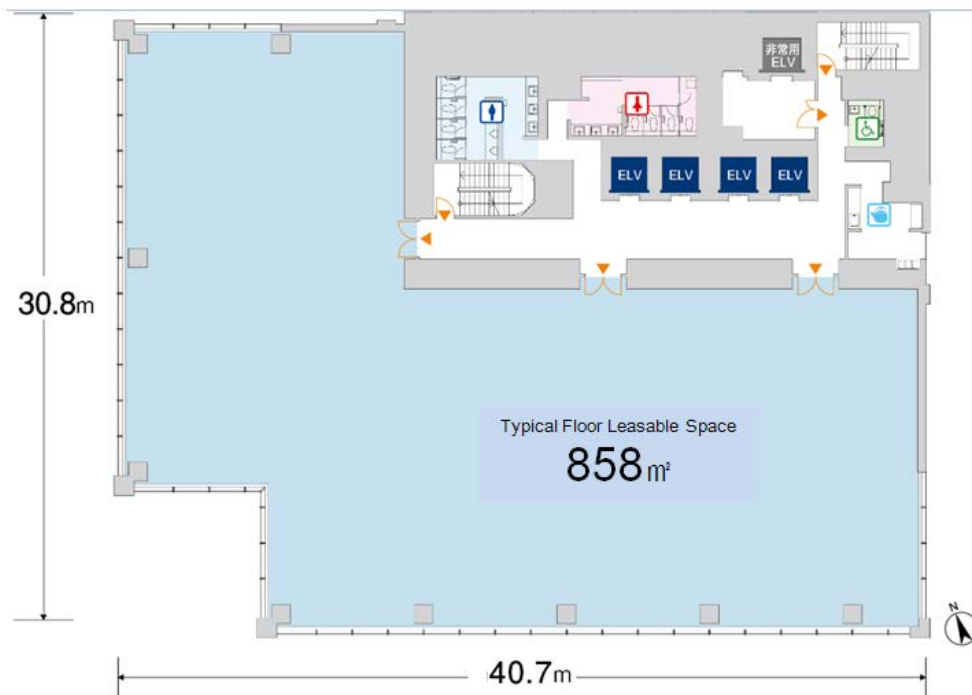 非常用
ELV
ELV
ELV
ELV
ELV
30.8m
Typical Floor Leasable Space
858㎡
N
40.7m